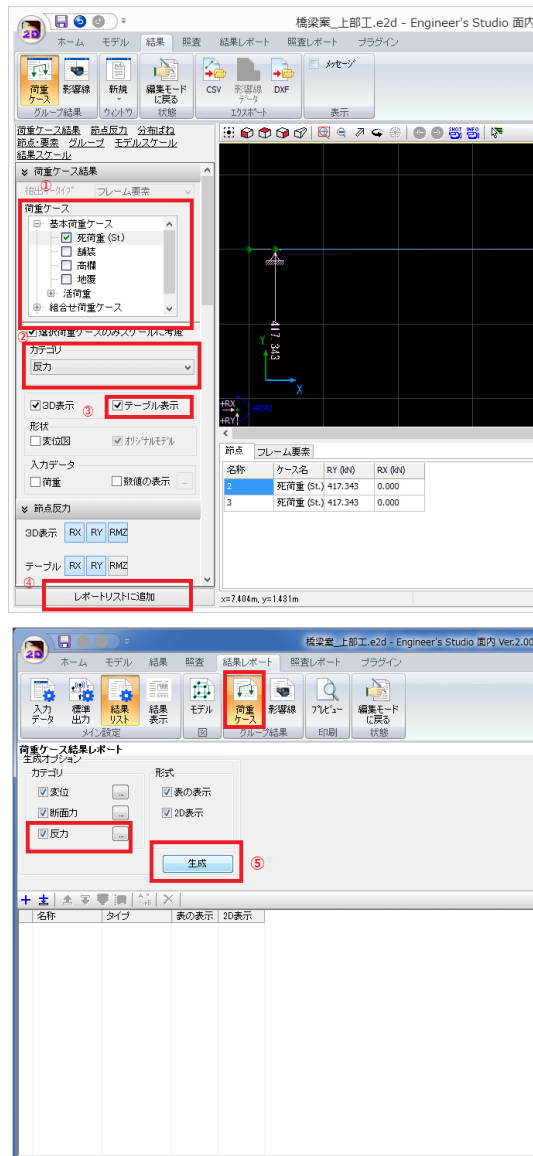 橋梁案_上部工.e2d - Engineer's Studio 面内
2D
ホーム モデル 結果 照査 結果レポート 照査レポート プラグイン
荷重ケース 影響線 新規 編集モードに戻る CSV 影響線データ DXF メッセージ
グループ結果 ウィンドウ 状態 エクスポート 表示
荷重ケース結果 節点反力 分布ばね
節点・要素 グループ モデルスケール
結果スケール
荷重ケース結果
フレーム要素
①
荷重ケース
基本荷重ケース
死荷重 (St.)
舗装
高欄
地覆
活荷重
組合せ荷重ケース
選択荷重ケースのみスケールに考慮
②
カテゴリ
反力
3D表示 ③ テーブル表示
形状
変位図 オリジナルモデル
入力データ
荷重 数値の表示 ...
節点反力
3D表示 RX RY RMZ
テーブル RX RY RMZ
④
レポートリストに追加
417.343
Y
X
+RX
+RY
節点 フレーム要素
名称 ケース名 RY (kN) RX (kN)
2 死荷重 (St.) 417.343 0.000
3 死荷重 (St.) 417.343 0.000
x=7.404m, y=1.431m
橋梁案_上部工.e2d - Engineer's Studio 面内 Ver.2.00
2D
ホーム モデル 結果 照査 結果レポート 照査レポート プラグイン
入力データ 標準出力 結果リスト 結果表示 モデル 荷重ケース 影響線 プレビュー 編集モードに戻る
メイン設定 図 グループ結果 印刷 状態
荷重ケース結果レポート
生成オプション
カテゴリ 形式
変位 ... 表の表示
断面力 ... 2D表示
反力 ...
生成 ⑤
名称 タイプ 表の表示 2D表示